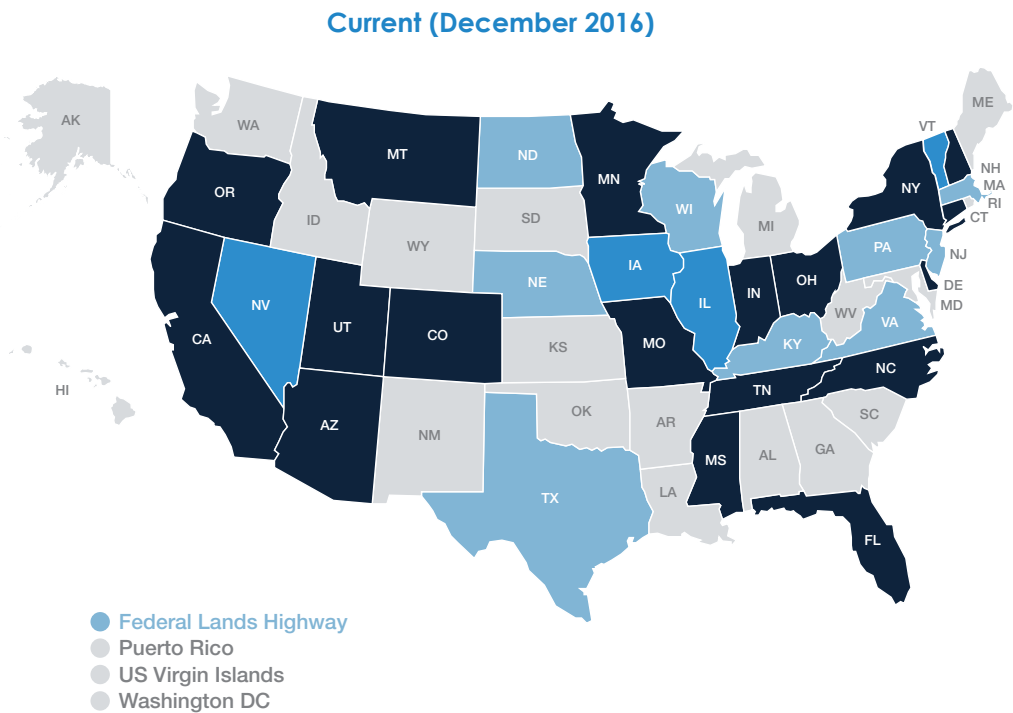 Current (December 2016)
ME
AK
WA
VT
MT
ND
NH
MN
MA
OR
NY
RI
ID
SD
WI
CT
MI
WY
PA
NJ
IA
NE
OH
DE
NV
IL
IN
MD
UT
CO
WV
VA
CA
KS
MO
KY
NC
HI
TN
OK
AR
SC
AZ
NM
AL
GA
MS
LA
TX
FL
Federal Lands Highway
Puerto Rico
US Virgin Islands
Washington DC